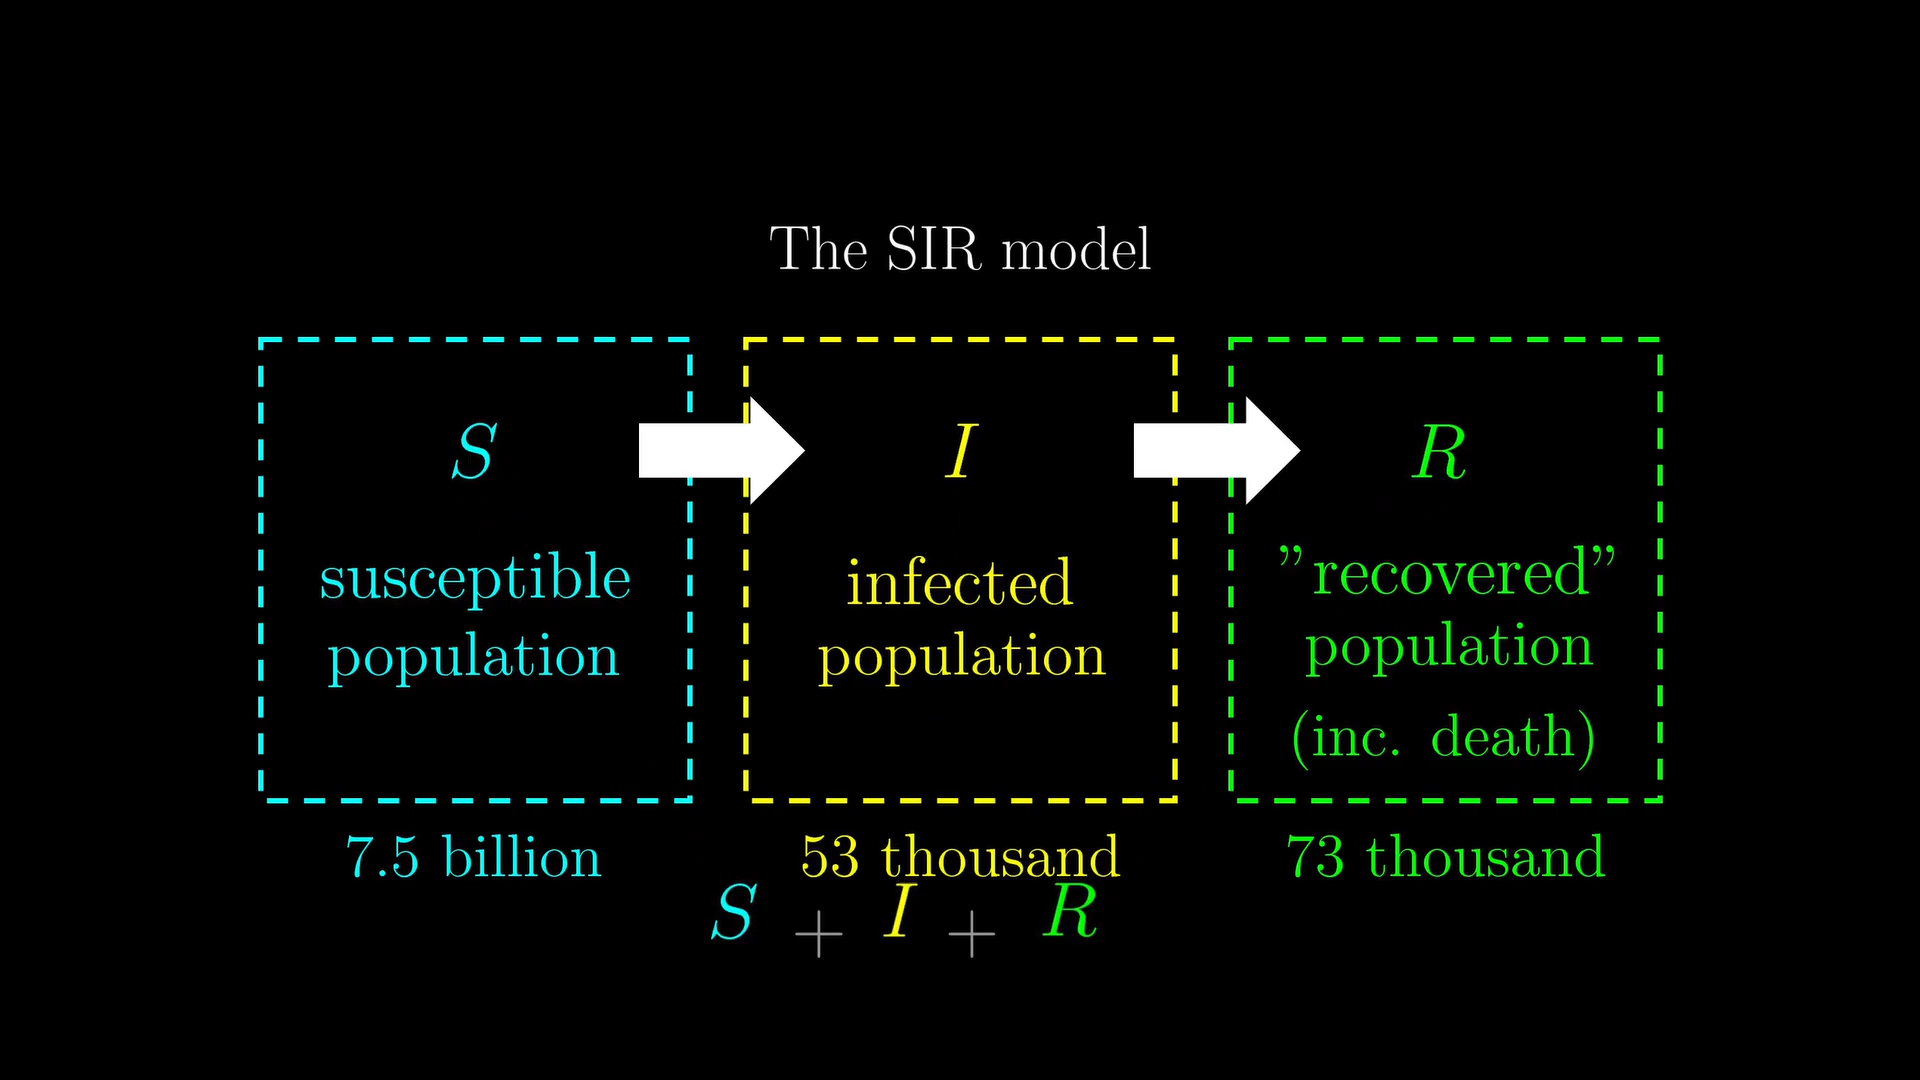 The SIR model
S
susceptible
population
7.5 billion
I
infected
population
53 thousand
R
"recovered"
population
(inc. death)
73 thousand
S + I + R